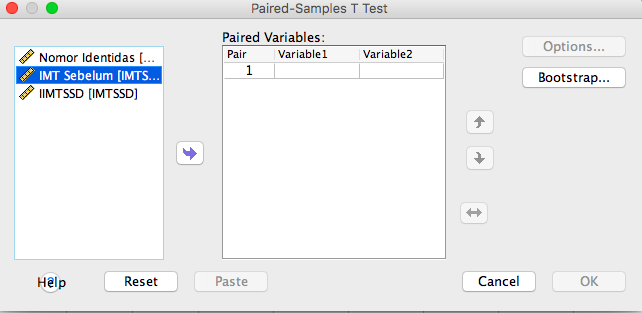 Paired-Samples T Test
Paired Variables:
Nomor Identidas [...
IMT Sebelum [IMTS...
IIMTSSD [IMTSSD]
Pair Variable1 Variable2
1
Options...
Bootstrap...
Help
Reset
Paste
Cancel
OK